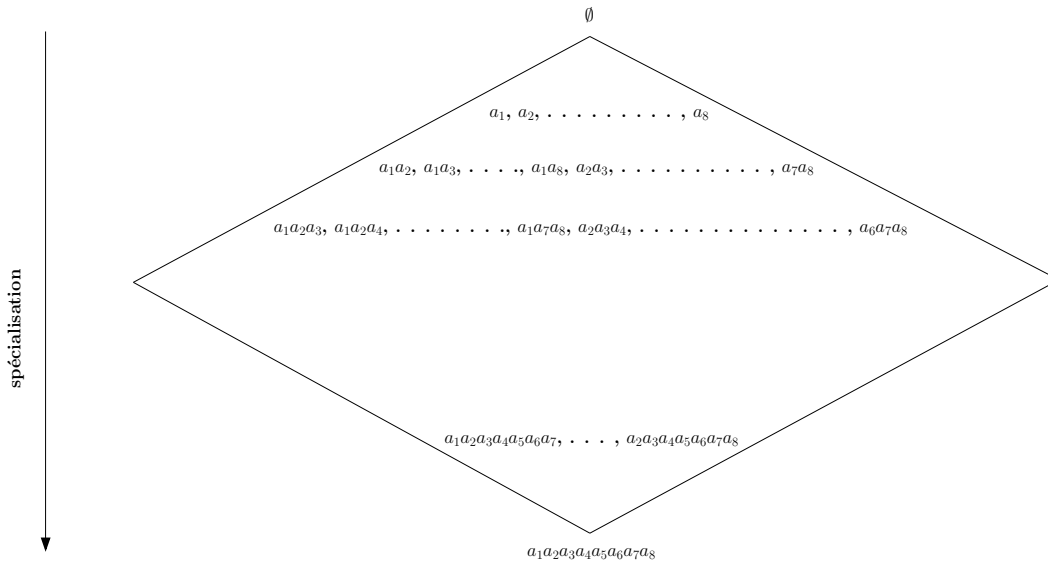 ∅
a₁, a₂, . . . . . . . . . . , a₈
a₁a₂, a₁a₃, . . . ., a₁a₈, a₂a₃, . . . . . . . . . . . , a₇a₈
a₁a₂a₃, a₁a₂a₄, . . . . . . . ., a₁a₇a₈, a₂a₃a₄, . . . . . . . . . . . . . . . , a₆a₇a₈
spécialisation
a₁a₂a₃a₄a₅a₆a₇, . . . . , a₂a₃a₄a₅a₆a₇a₈
a₁a₂a₃a₄a₅a₆a₇a₈